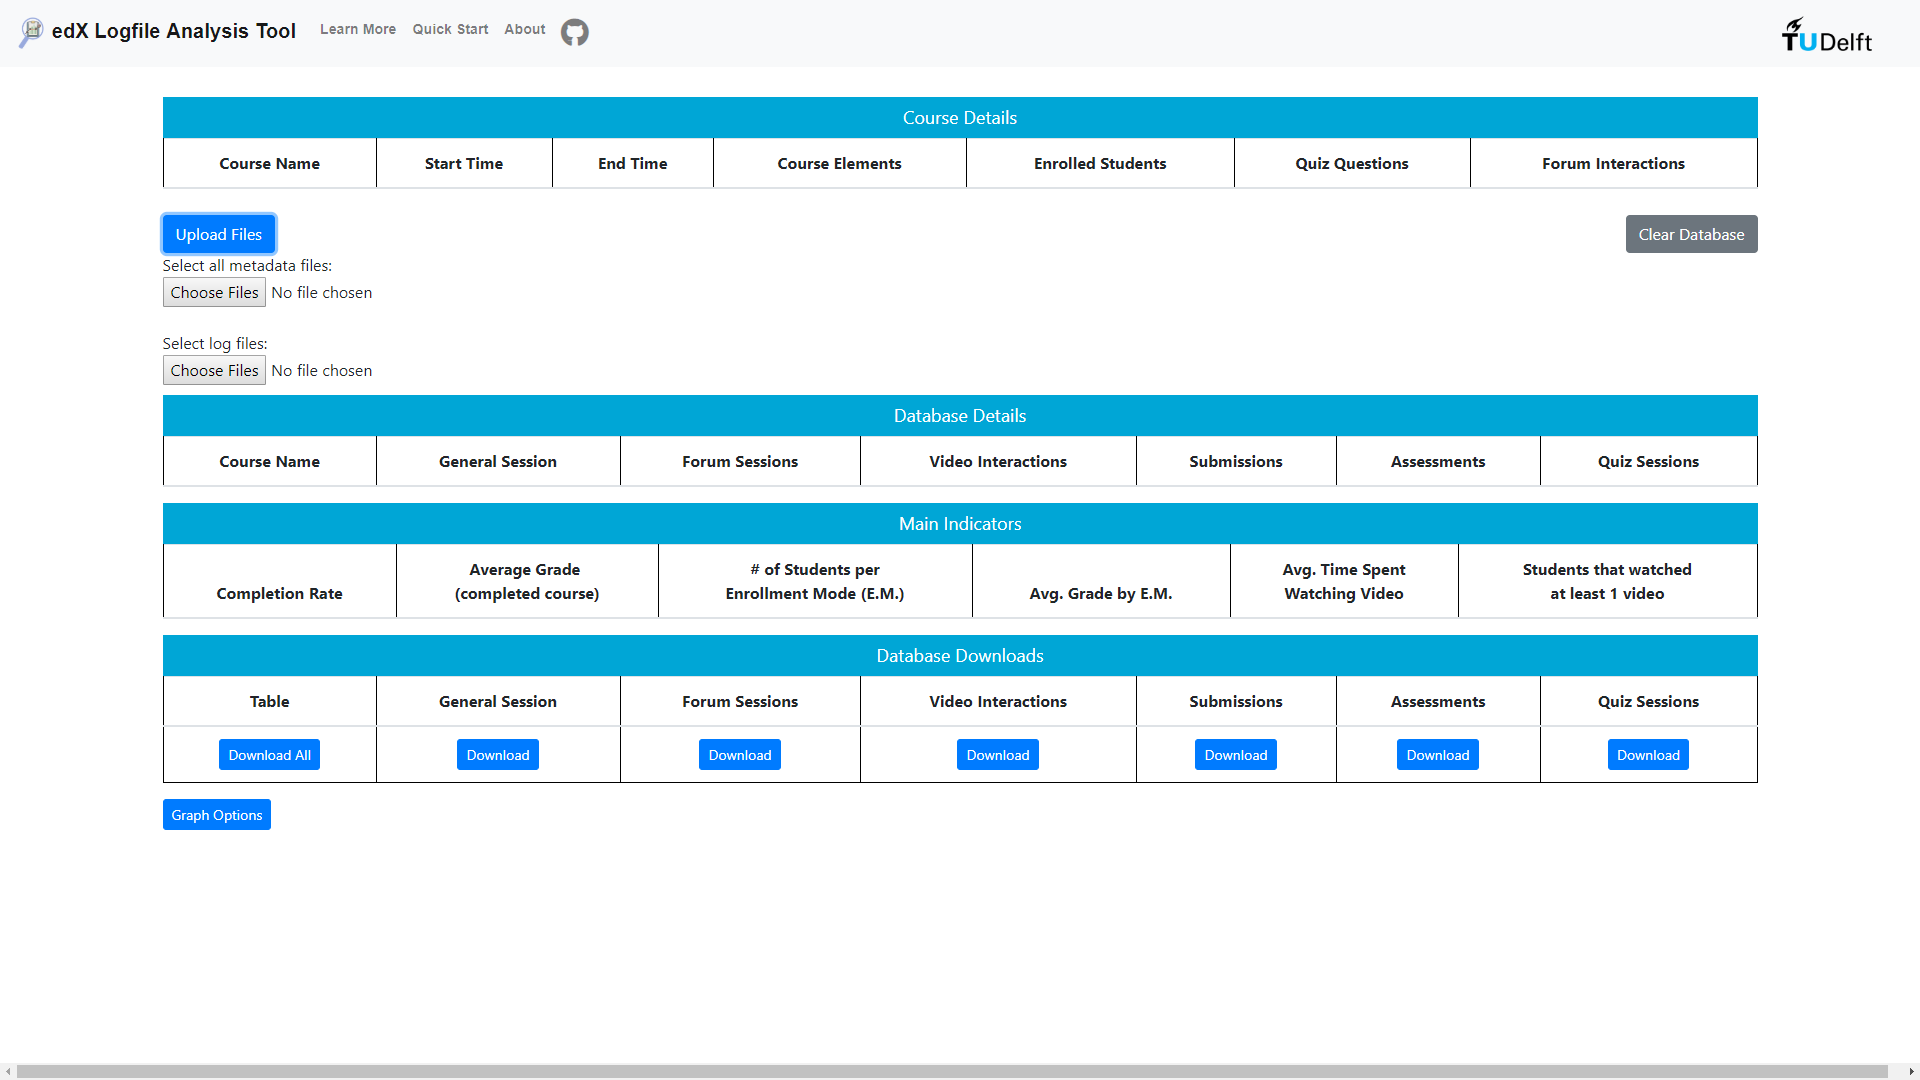 edX Logfile Analysis Tool Learn More Quick Start About TUDelft
Course Details
Course Name Start Time End Time Course Elements Enrolled Students Quiz Questions Forum Interactions
Upload Files Clear Database
Select all metadata files:
Choose Files No file chosen
Select log files:
Choose Files No file chosen
Database Details
Course Name General Session Forum Sessions Video Interactions Submissions Assessments Quiz Sessions
Main Indicators
Completion Rate
Average Grade
(completed course)
# of Students per
Enrollment Mode (E.M.)
Avg. Grade by E.M.
Avg. Time Spent
Watching Video
Students that watched
at least 1 video
Database Downloads
Table General Session Forum Sessions Video Interactions Submissions Assessments Quiz Sessions
Download All Download Download Download Download Download Download
Graph Options